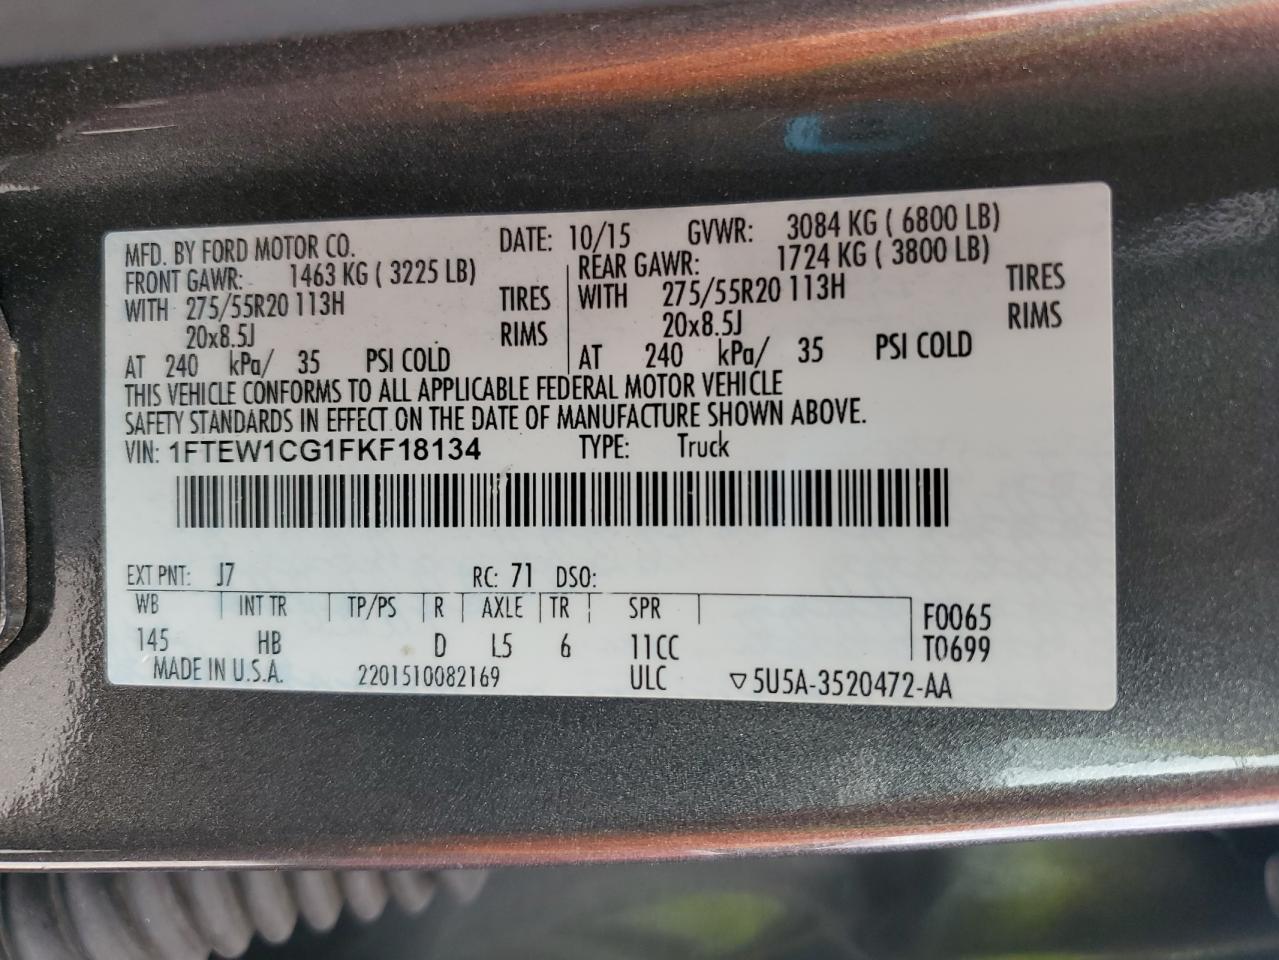 MFD. BY FORD MOTOR CO. DATE: 10/15 GVWR: 3084 KG ( 6800 LB)
FRONT GAWR: 1463 KG ( 3225 LB) REAR GAWR: 1724 KG ( 3800 LB)
WITH 275/55R20 113H TIRES WITH 275/55R20 113H TIRES
20x8.5J RIMS 20x8.5J RIMS
AT 240 kPa/ 35 PSI COLD AT 240 kPa/ 35 PSI COLD
THIS VEHICLE CONFORMS TO ALL APPLICABLE FEDERAL MOTOR VEHICLE
SAFETY STANDARDS IN EFFECT ON THE DATE OF MANUFACTURE SHOWN ABOVE.
VIN: 1FTEW1CG1FKF18134 TYPE: Truck
EXT PNT: J7 RC: 71 DSO:
WB INT TR TP/PS R AXLE TR SPR F0065
145 HB D L5 6 11CC T0699
MADE IN U.S.A. 2201510082169 ULC ▽5U5A-3520472-AA